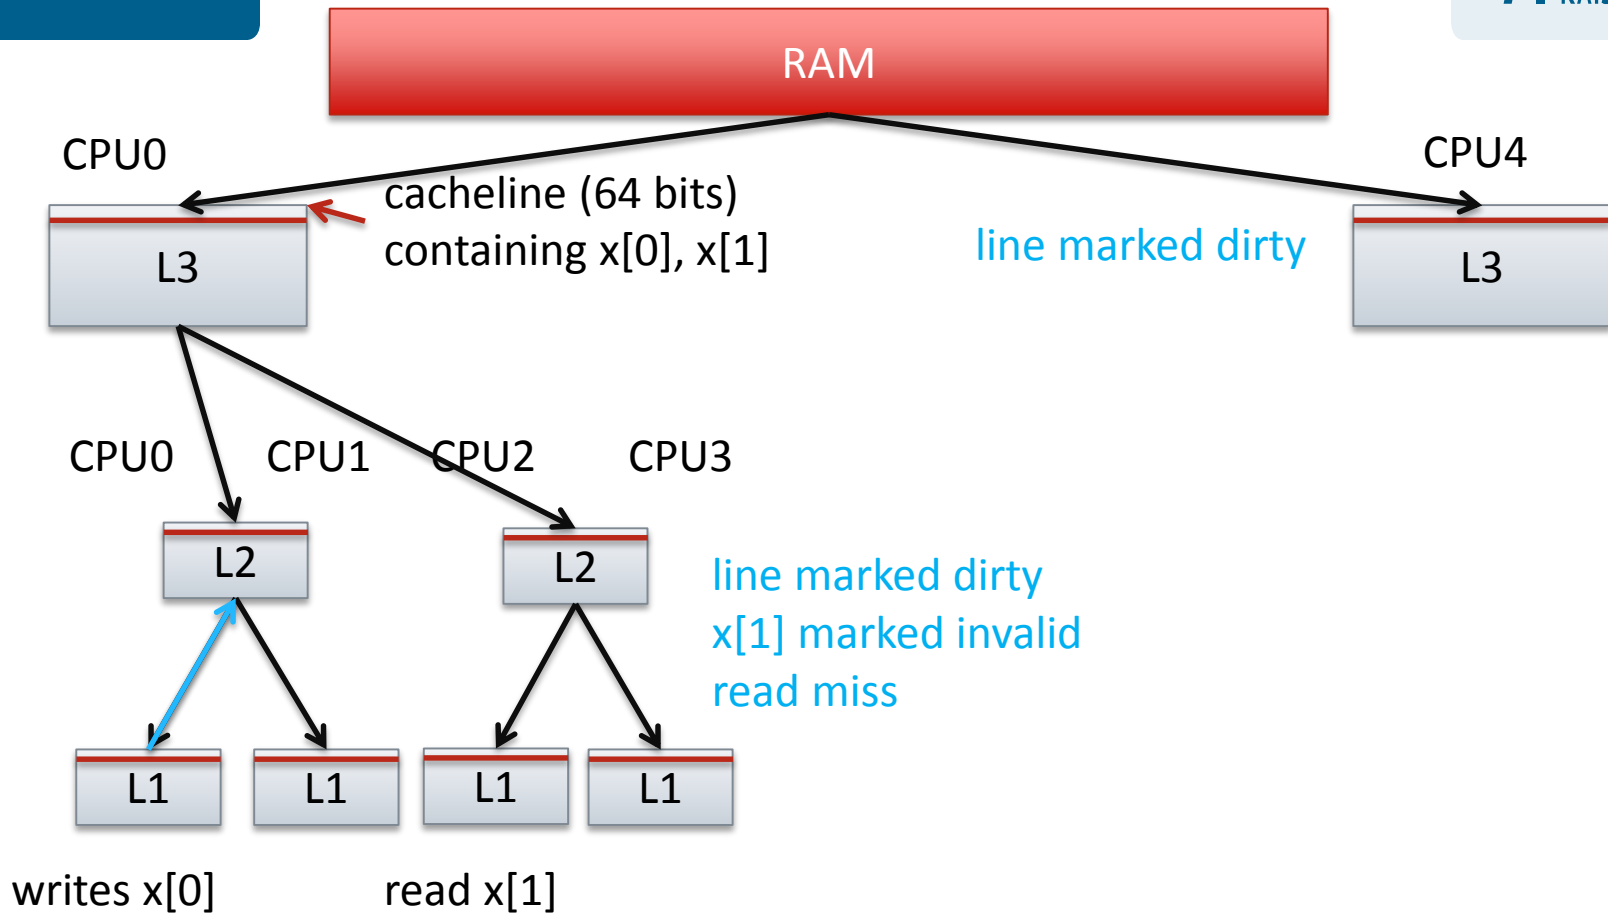 RAM
CPU0
CPU4
cacheline (64 bits)
containing x[0], x[1]
line marked dirty
L3
L3
CPU0
CPU1
CPU2
CPU3
L2
L2
line marked dirty
x[1] marked invalid
read miss
L1
L1
L1
L1
writes x[0]
read x[1]